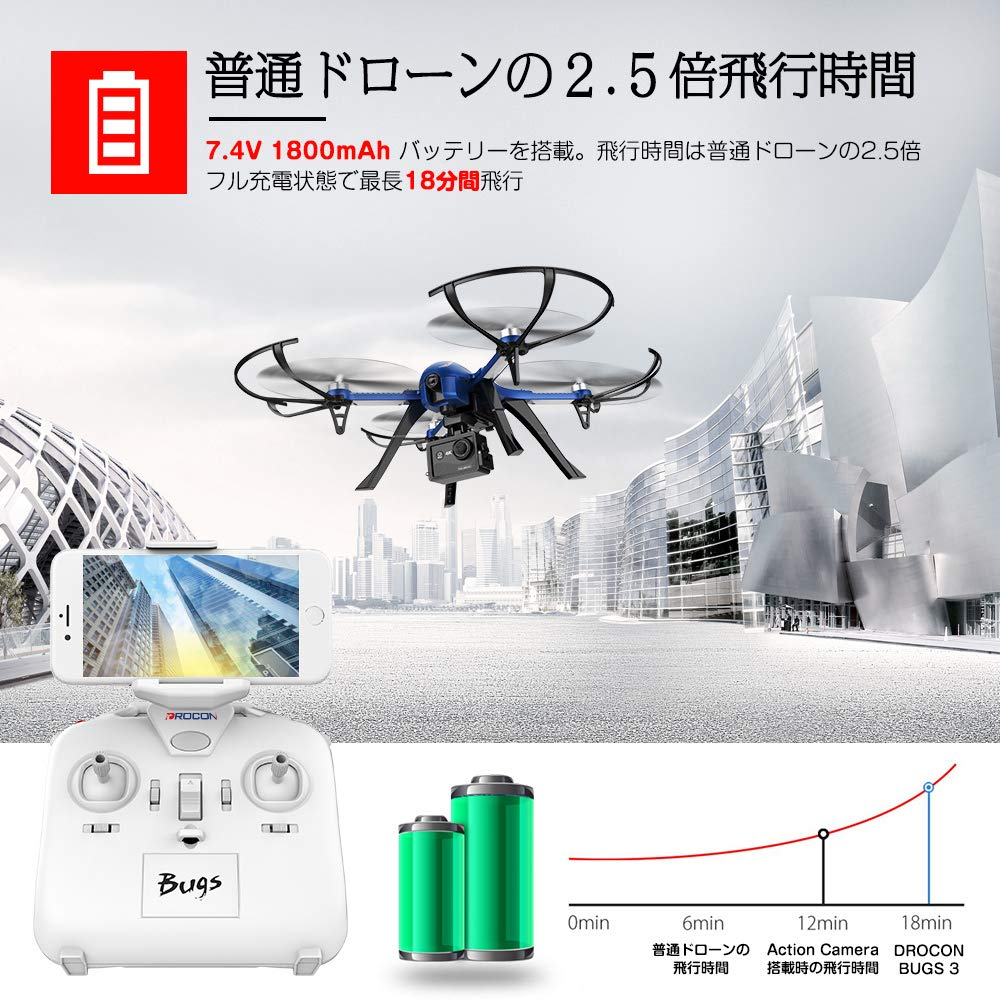 普通ドローンの２.５倍飛行時間
7.4V 1800mAh バッテリーを搭載。飛行時間は普通ドローンの2.5倍
フル充電状態で最長18分間飛行
4K
DROCON
Bugs
0min 6min 12min 18min
普通ドローンの
飛行時間
Action Camera
搭載時の飛行時間
DROCON
BUGS 3